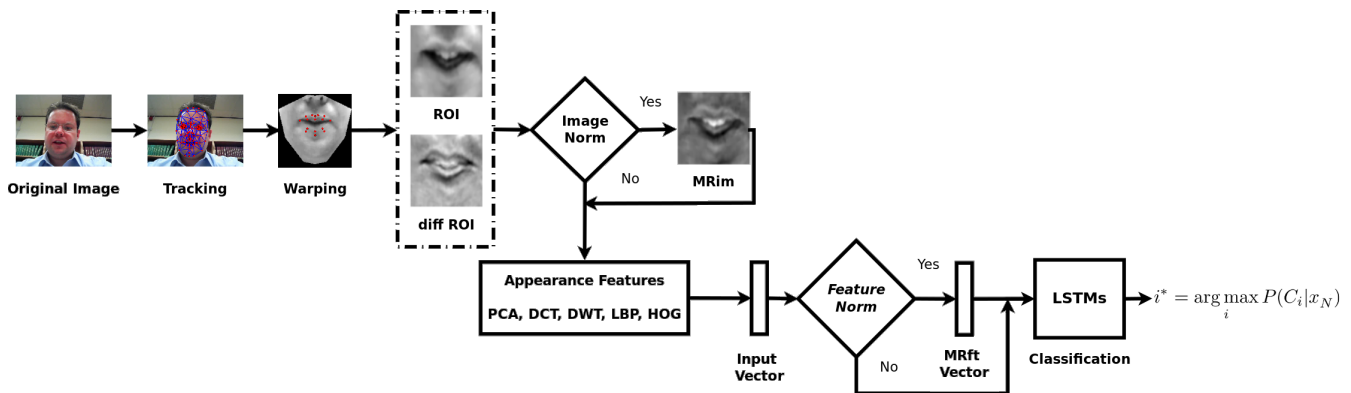 Original Image
Tracking
Warping
ROI
diff ROI
Image
Norm
Yes
No
MRim
Appearance Features
PCA, DCT, DWT, LBP, HOG
Input
Vector
Feature
Norm
Yes
No
MRft
Vector
LSTMs
Classification
i* = arg max P(C_i|x_N)
i